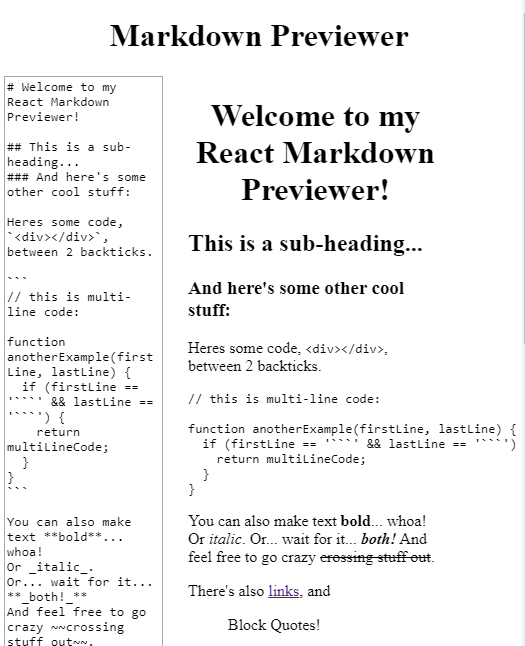 Markdown Previewer
# Welcome to my
React Markdown
Previewer!
## This is a sub-
heading...
### And here's some
other cool stuff:
Heres some code,
`<div></div>`,
between 2 backticks.
```
// this is multi-
line code:
function
anotherExample(first
Line, lastLine) {
  if (firstLine ==
'```' && lastLine ==
'```') {
    return
multiLineCode;
  }
}
```
You can also make
text **bold**...
whoa!
Or _italic_.
Or... wait for it...
**_both!_**
And feel free to go
crazy ~~crossing
stuff out~~.
Welcome to my
React Markdown
Previewer!
This is a sub-heading...
And here's some other cool
stuff:
Heres some code, <div></div>,
between 2 backticks.
// this is multi-line code:
function anotherExample(firstLine, lastLine) {
  if (firstLine == '```' && lastLine == '```')
    return multiLineCode;
  }
}
You can also make text bold... whoa!
Or italic. Or... wait for it... both! And
feel free to go crazy crossing stuff out.
There's also links, and
Block Quotes!